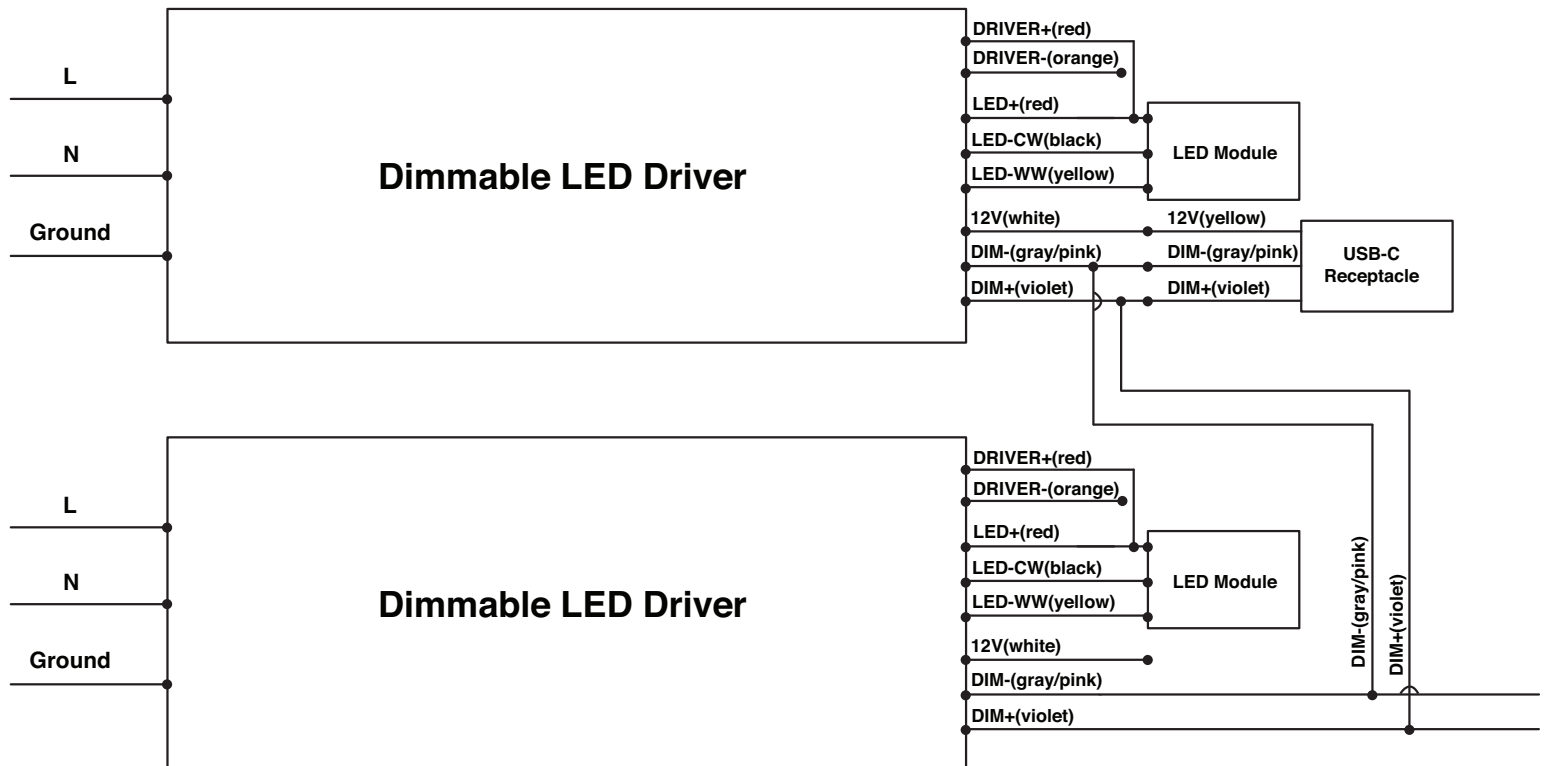 DRIVER+(red)
DRIVER-(orange)
L
LED+(red)
LED-CW(black)
LED Module
N
Dimmable LED Driver
LED-WW(yellow)
12V(white)
12V(yellow)
Ground
DIM-(gray/pink)
DIM-(gray/pink)
USB-C
Receptacle
DIM+(violet)
DIM+(violet)
DRIVER+(red)
DRIVER-(orange)
L
LED+(red)
LED-CW(black)
LED Module
N
Dimmable LED Driver
LED-WW(yellow)
DIM-(gray/pink)
DIM+(violet)
12V(white)
Ground
DIM-(gray/pink)
DIM+(violet)